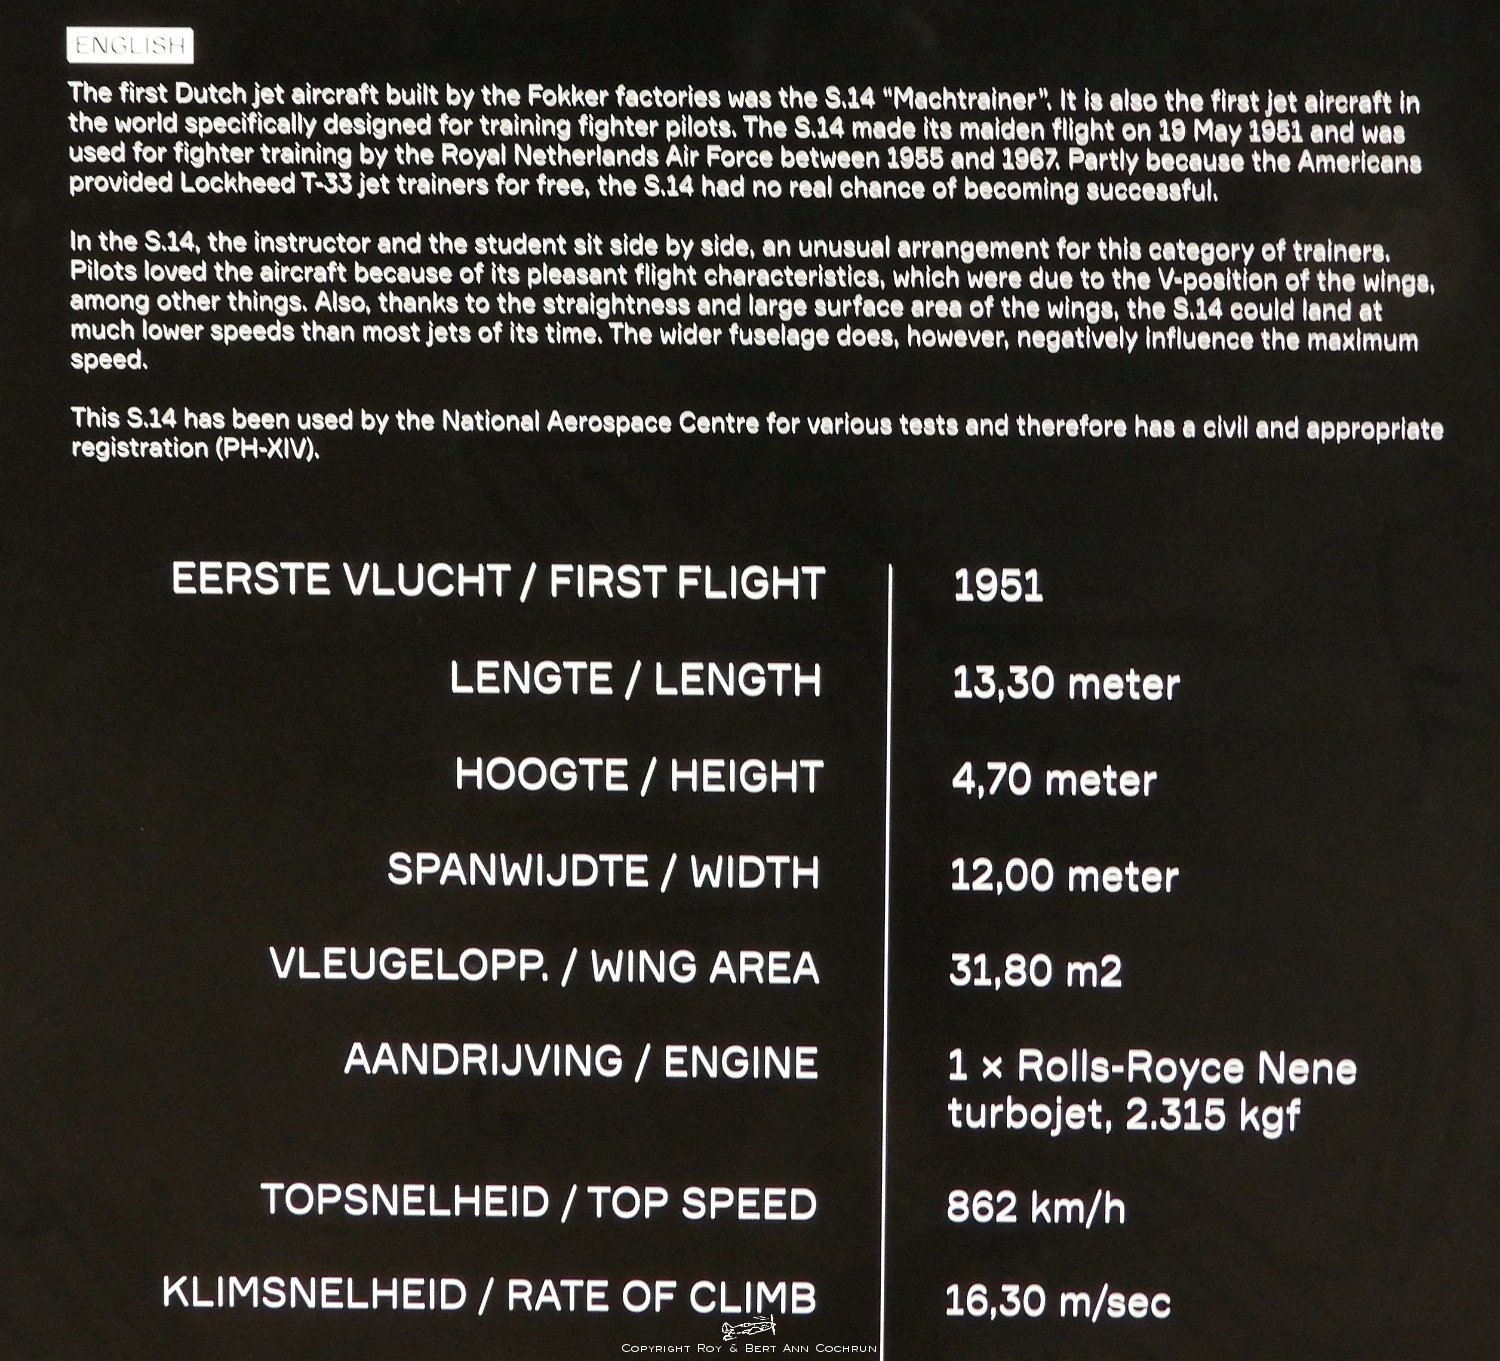 ENGLISH
The first Dutch jet aircraft built by the Fokker factories was the S.14 "Machtrainer". It is also the first jet aircraft in
the world specifically designed for training fighter pilots. The S.14 made its maiden flight on 19 May 1951 and was
used for fighter training by the Royal Netherlands Air Force between 1955 and 1967. Partly because the Americans
provided Lockheed T-33 jet trainers for free, the S.14 had no real chance of becoming successful.
In the S.14, the instructor and the student sit side by side, an unusual arrangement for this category of trainers.
Pilots loved the aircraft because of its pleasant flight characteristics, which were due to the V-position of the wings,
among other things. Also, thanks to the straightness and large surface area of the wings, the S.14 could land at
much lower speeds than most jets of its time. The wider fuselage does, however, negatively influence the maximum
speed.
This S.14 has been used by the National Aerospace Centre for various tests and therefore has a civil and appropriate
registration (PH-XIV).
EERSTE VLUCHT / FIRST FLIGHT 1951
LENGTE / LENGTH 13,30 meter
HOOGTE / HEIGHT 4,70 meter
SPANWIJDTE / WIDTH 12,00 meter
VLEUGELOPP. / WING AREA 31,80 m2
AANDRIJVING / ENGINE 1 x Rolls-Royce Nene
turbojet, 2.315 kgf
TOPSNELHEID / TOP SPEED 862 km/h
KLIMSNELHEID / RATE OF CLIMB 16,30 m/sec
Copyright Roy & Bert Ann Cochrun